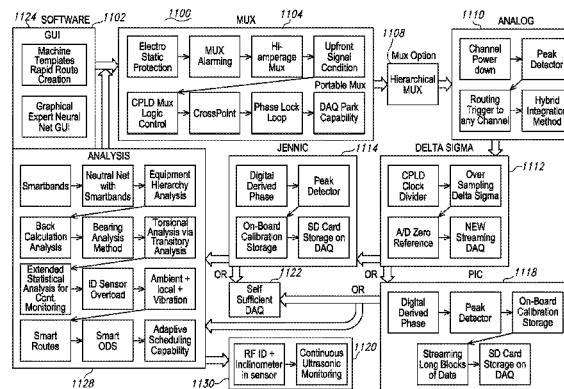 1124
SOFTWARE
1102
GUI
Machine
Templates
Rapid Route
Creation
Graphical
Expert Neural
Net GUI
1100
MUX
1104
Electro
Static
Protection
MUX
Alarming
Hi-
amperage
Mux
Upfront
Signal
Condition
Portable Mux
CPLD Mux
Logic
Control
CrossPoint
Phase Lock
Loop
DAQ Park
Capability
1108
Mux Option
Hierarchical
MUX
1110
ANALOG
Channel
Power
down
Peak
Detector
Routing
Trigger to
any Channel
Hybrid
Integration
Method
ANALYSIS
Smartbands
Neutral Net
with
Smartbands
Equipment
Hierarchy
Analysis
Back
Calculation
Analysis
Bearing
Analysis
Method
Torsional
Analysis via
Transitory
Analysis
Extended
Statistical
Analysis for
Cont. Monitoring
ID Sensor
Overload
Ambient +
local +
Vibration
Smart
Routes
Smart
ODS
Adaptive
Scheduling
Capability
1128
JENNIC
1114
Digital
Derived
Phase
Peak
Detector
On-Board
Calibration
Storage
SD Card
Storage on
DAQ
DELTA SIGMA
1112
CPLD
Clock
Divider
Over
Sampling
Delta Sigma
A/D Zero
Reference
NEW
Streaming
DAQ
OR
1122
Self
Sufficient
DAQ
OR
OR
PIC
1118
Digital
Derived
Phase
Peak
Detector
On-Board
Calibration
Storage
Streaming
Long Blocks
of Data
SD Card
Storage on
DAQ
1120
RF ID +
Inclinometer
in sensor
Continuous
Ultrasonic
Monitoring
1130